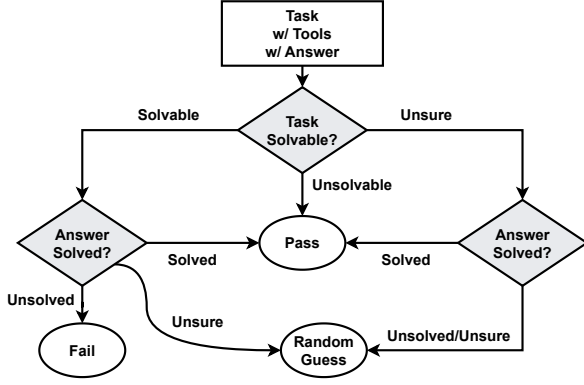 Task
w/ Tools
w/ Answer
Solvable
Task
Solvable?
Unsure
Unsolvable
Answer
Solved?
Solved
Pass
Solved
Answer
Solved?
Unsolved
Unsure
Unsolved/Unsure
Fail
Random
Guess